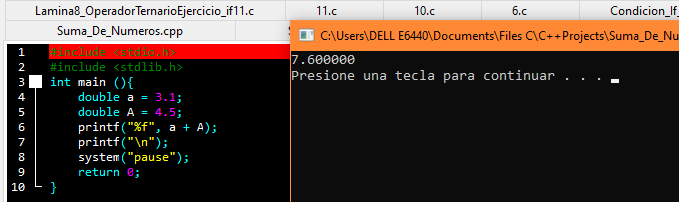 Lamina8_OperadorTernarioEjercicio_if11.c 11.c 10.c 6.c Condicion_If_
Suma_De_Numeros.cpp
C:\Users\DELL E6440\Documents\Files C\C++Projects\Suma_De_Nu
1 #include <stdio.h>
2 #include <stdlib.h>
3 int main (){
4 double a = 3.1;
5 double A = 4.5;
6 printf("%f", a + A);
7 printf("\n");
8 system("pause");
9 return 0;
10 }
7.600000
Presione una tecla para continuar . . .